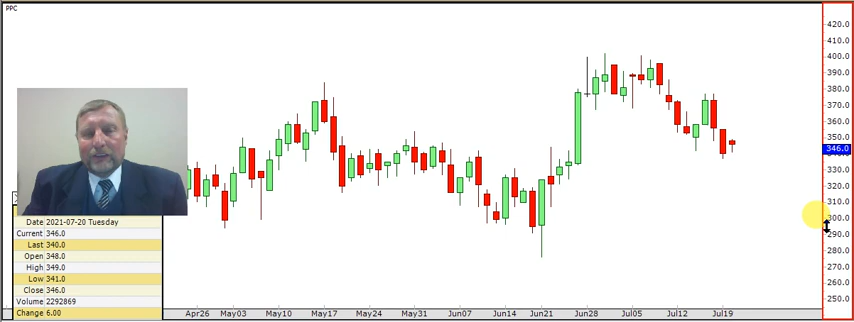 PPC
420.0
410.0
400.0
390.0
380.0
370.0
360.0
350.0
346.0
330.0
320.0
310.0
300.0
290.0
280.0
270.0
260.0
250.0
Date 2021-07-20 Tuesday
Current 346.0
Last 340.0
Open 348.0
High 349.0
Low 341.0
Close 346.0
Volume 2292869
Change 6.00
Apr26 May03 May10 May17 May24 May31 Jun07 Jun14 Jun21 Jun28 Jul05 Jul12 Jul19